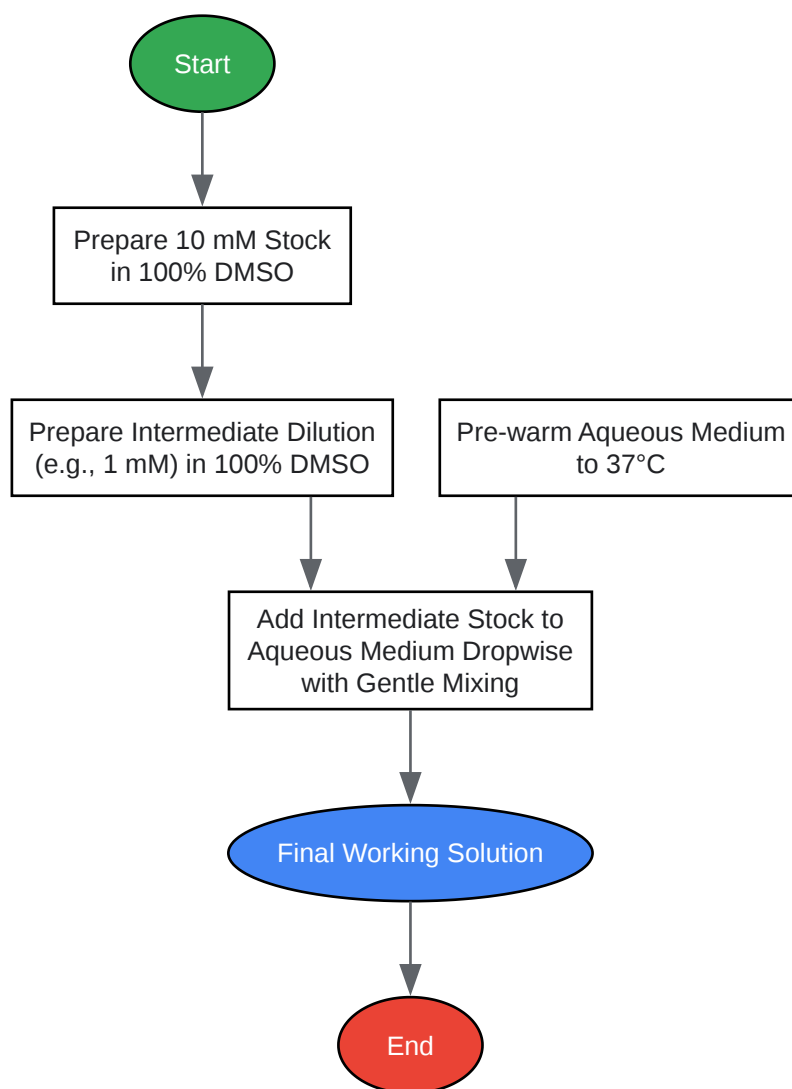 Start
Prepare 10 mM Stock
in 100% DMSO
Prepare Intermediate Dilution
(e.g., 1 mM) in 100% DMSO
Pre-warm Aqueous Medium
to 37°C
Add Intermediate Stock to
Aqueous Medium Dropwise
with Gentle Mixing
Final Working Solution
End